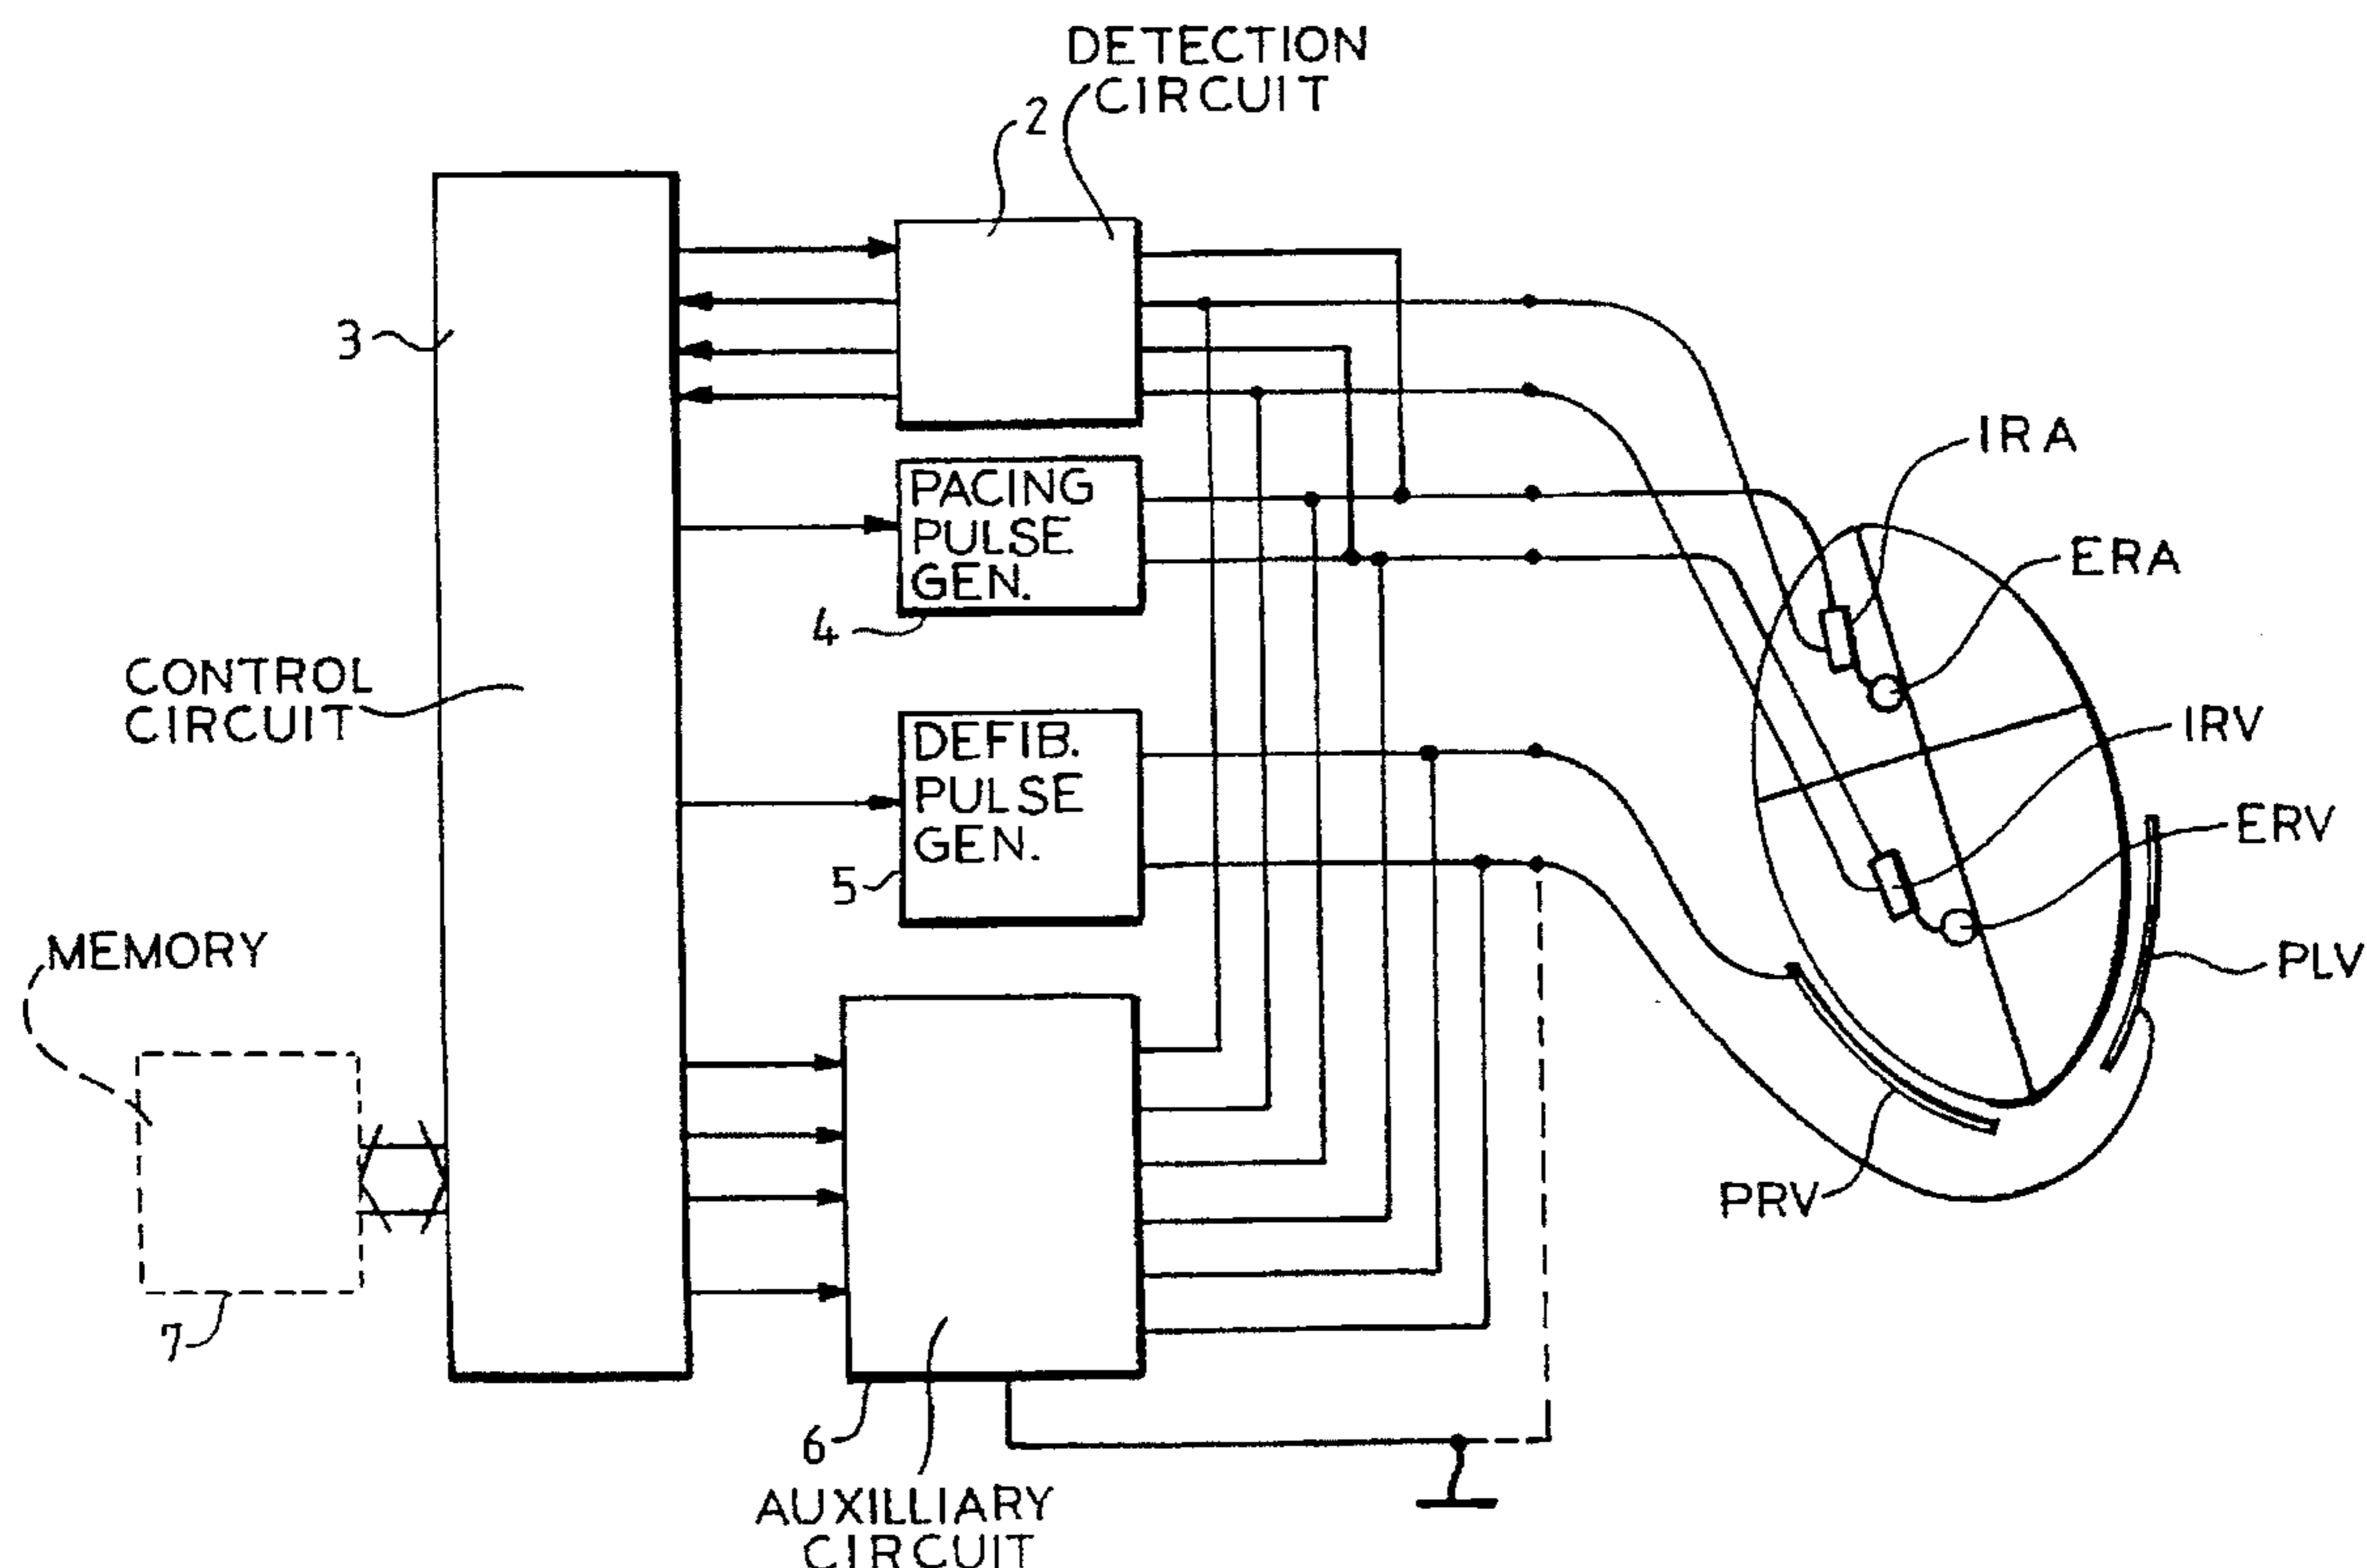 DETECTION
CIRCUIT
2
3
PACING
PULSE
GEN.
4
IRA
ERA
CONTROL
CIRCUIT
DEFIB.
PULSE
GEN.
5
IRV
ERV
PLV
MEMORY
7
PRV
6
AUXILLIARY
CIRCUIT